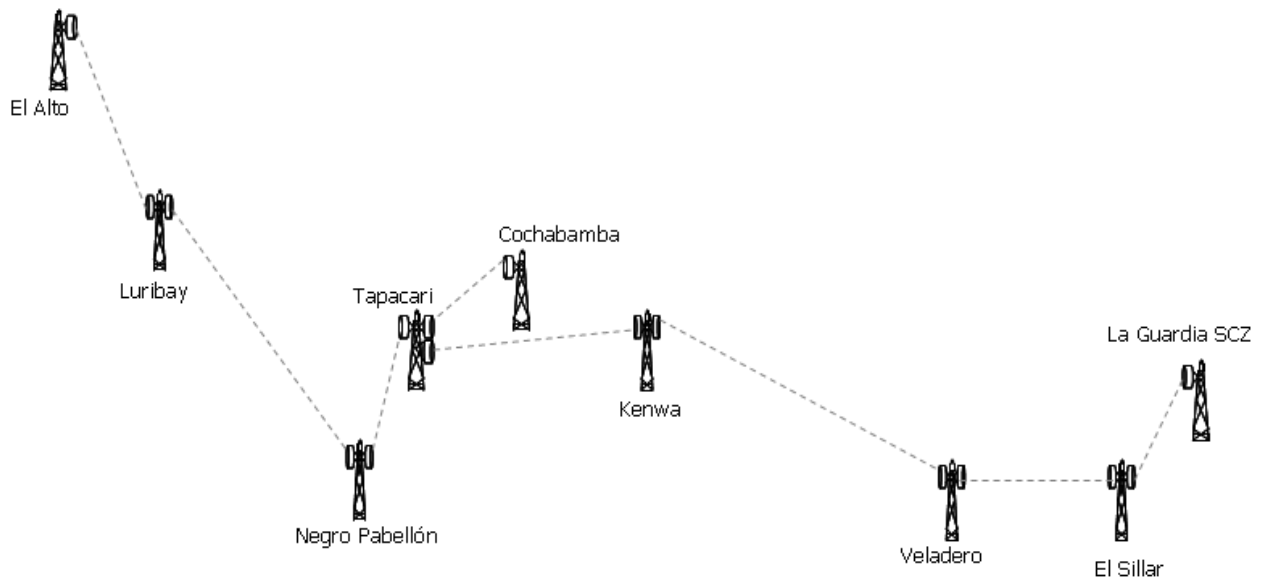 El Alto
Luribay
Cochabamba
Tapacari
La Guardia SCZ
Kenwa
Negro Pabellón
Veladero
El Sillar